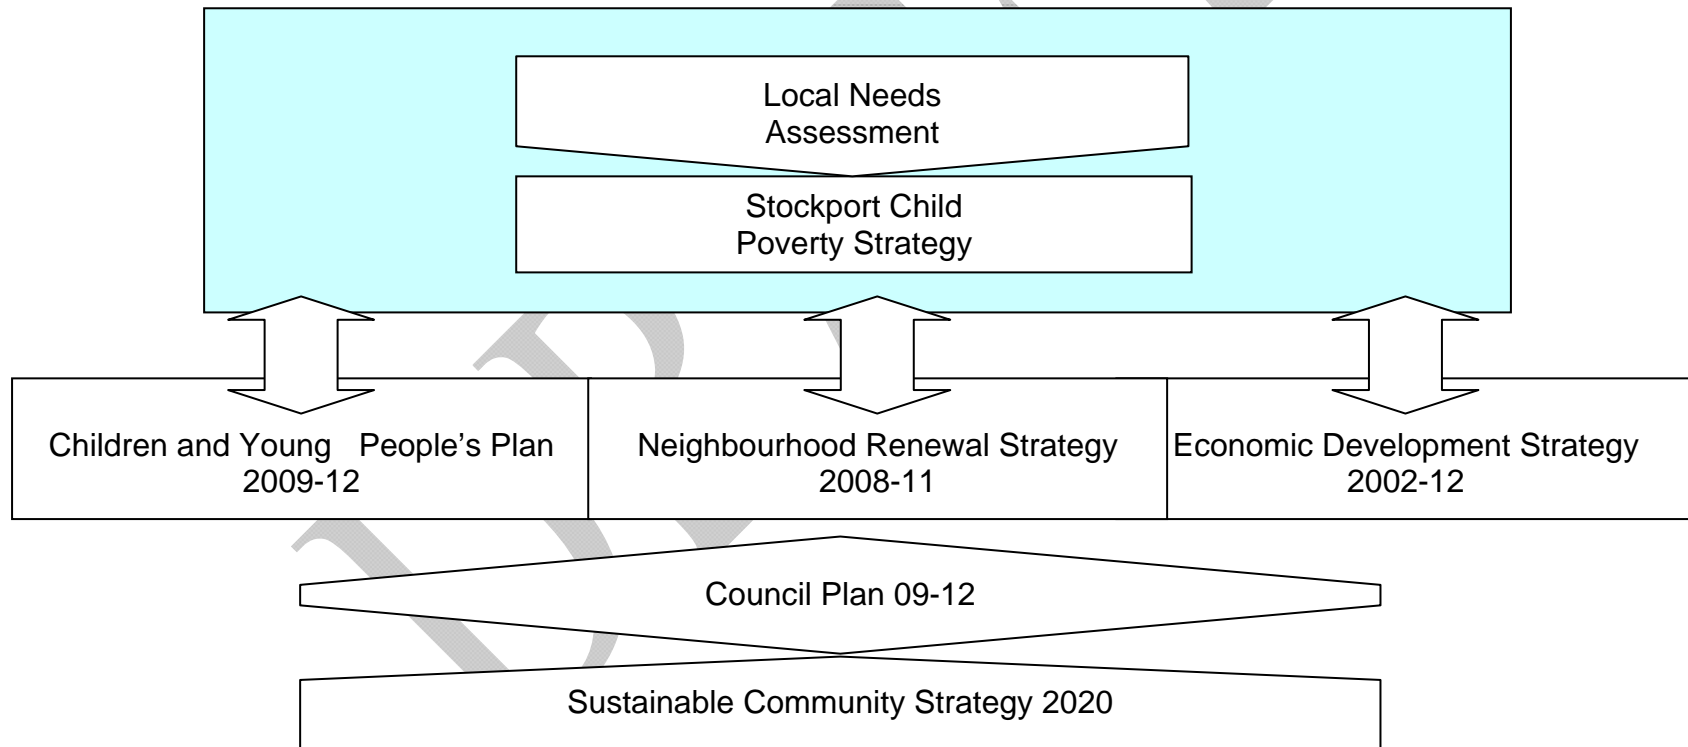 Local Needs
Assessment
Stockport Child
Poverty Strategy
Children and Young People’s Plan
2009-12
Neighbourhood Renewal Strategy
2008-11
Economic Development Strategy
2002-12
Council Plan 09-12
Sustainable Community Strategy 2020